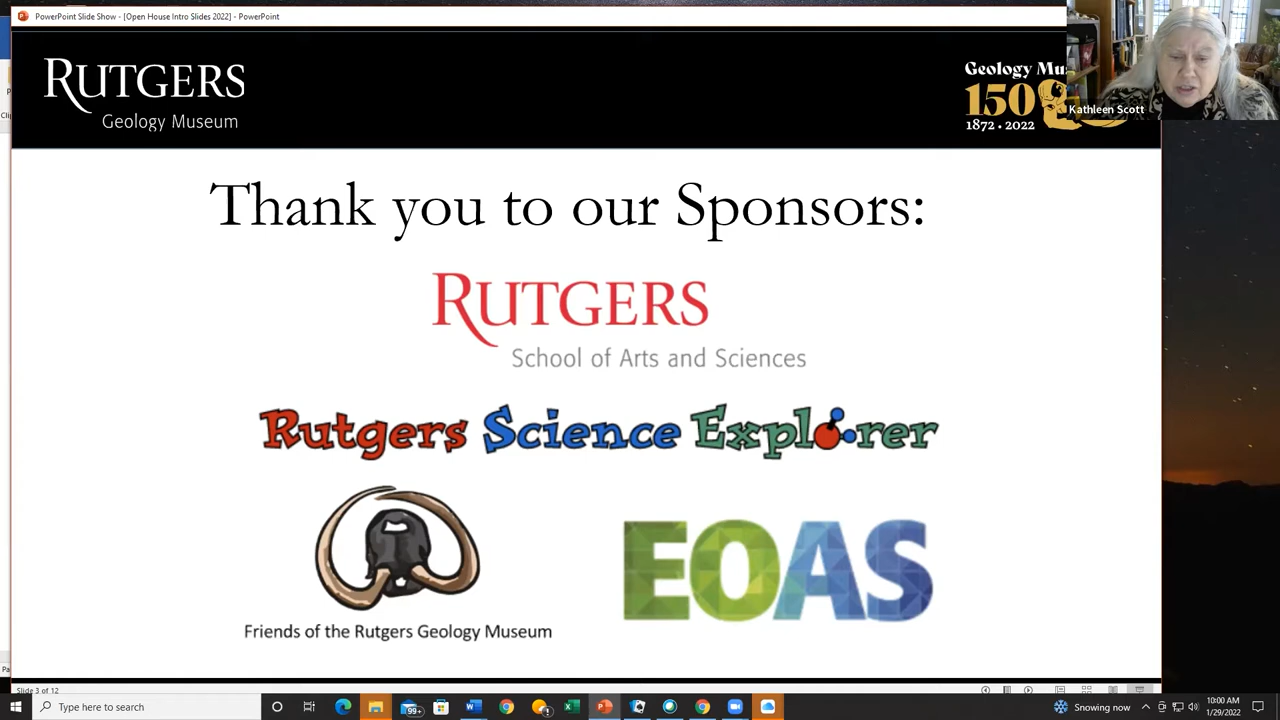 PowerPoint Slide Show - [Open House Intro Slides 2022] - PowerPoint
RUTGERS
Geology Museum
Geology Mu
150
1872 • 2022
Kathleen Scott
Thank you to our Sponsors:
RUTGERS
School of Arts and Sciences
Rutgers Science Explorer
Friends of the Rutgers Geology Museum
EOAS
Slide 3 of 12
Type here to search
99+
Snowing now
10:00 AM
1/29/2022